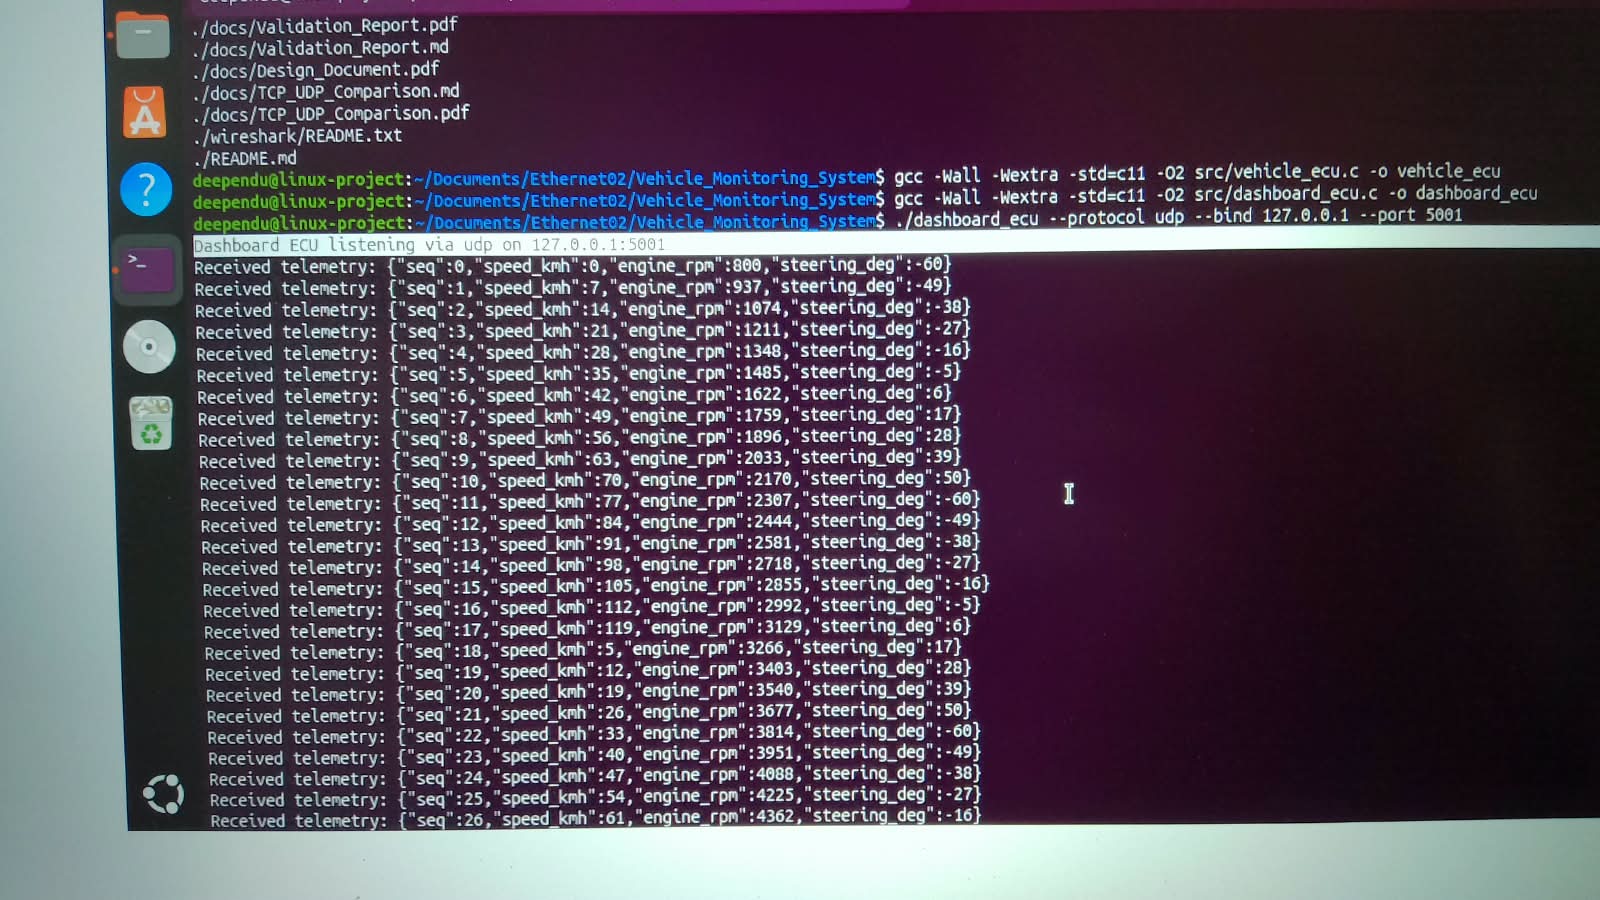 ./docs/Validation_Report.pdf
./docs/Validation_Report.md
./docs/Design_Document.pdf
./docs/TCP_UDP_Comparison.md
./docs/TCP_UDP_Comparison.pdf
./wireshark/README.txt
./README.md
deependu@linux-project:~/Documents/Ethernet02/Vehicle_Monitoring_System$ gcc -Wall -Wextra -std=c11 -O2 src/vehicle_ecu.c -o vehicle_ecu
deependu@linux-project:~/Documents/Ethernet02/Vehicle_Monitoring_System$ gcc -Wall -Wextra -std=c11 -O2 src/dashboard_ecu.c -o dashboard_ecu
deependu@linux-project:~/Documents/Ethernet02/Vehicle_Monitoring_System$ ./dashboard_ecu --protocol udp --bind 127.0.0.1 --port 5001
Dashboard ECU listening via udp on 127.0.0.1:5001
Received telemetry: {"seq":0,"speed_kmh":0,"engine_rpm":800,"steering_deg":-60}
Received telemetry: {"seq":1,"speed_kmh":7,"engine_rpm":937,"steering_deg":-49}
Received telemetry: {"seq":2,"speed_kmh":14,"engine_rpm":1074,"steering_deg":-38}
Received telemetry: {"seq":3,"speed_kmh":21,"engine_rpm":1211,"steering_deg":-27}
Received telemetry: {"seq":4,"speed_kmh":28,"engine_rpm":1348,"steering_deg":-16}
Received telemetry: {"seq":5,"speed_kmh":35,"engine_rpm":1485,"steering_deg":-5}
Received telemetry: {"seq":6,"speed_kmh":42,"engine_rpm":1622,"steering_deg":6}
Received telemetry: {"seq":7,"speed_kmh":49,"engine_rpm":1759,"steering_deg":17}
Received telemetry: {"seq":8,"speed_kmh":56,"engine_rpm":1896,"steering_deg":28}
Received telemetry: {"seq":9,"speed_kmh":63,"engine_rpm":2033,"steering_deg":39}
Received telemetry: {"seq":10,"speed_kmh":70,"engine_rpm":2170,"steering_deg":50}
Received telemetry: {"seq":11,"speed_kmh":77,"engine_rpm":2307,"steering_deg":-60}
Received telemetry: {"seq":12,"speed_kmh":84,"engine_rpm":2444,"steering_deg":-49}
Received telemetry: {"seq":13,"speed_kmh":91,"engine_rpm":2581,"steering_deg":-38}
Received telemetry: {"seq":14,"speed_kmh":98,"engine_rpm":2718,"steering_deg":-27}
Received telemetry: {"seq":15,"speed_kmh":105,"engine_rpm":2855,"steering_deg":-16}
Received telemetry: {"seq":16,"speed_kmh":112,"engine_rpm":2992,"steering_deg":-5}
Received telemetry: {"seq":17,"speed_kmh":119,"engine_rpm":3129,"steering_deg":6}
Received telemetry: {"seq":18,"speed_kmh":5,"engine_rpm":3266,"steering_deg":17}
Received telemetry: {"seq":19,"speed_kmh":12,"engine_rpm":3403,"steering_deg":28}
Received telemetry: {"seq":20,"speed_kmh":19,"engine_rpm":3540,"steering_deg":39}
Received telemetry: {"seq":21,"speed_kmh":26,"engine_rpm":3677,"steering_deg":50}
Received telemetry: {"seq":22,"speed_kmh":33,"engine_rpm":3814,"steering_deg":-60}
Received telemetry: {"seq":23,"speed_kmh":40,"engine_rpm":3951,"steering_deg":-49}
Received telemetry: {"seq":24,"speed_kmh":47,"engine_rpm":4088,"steering_deg":-38}
Received telemetry: {"seq":25,"speed_kmh":54,"engine_rpm":4225,"steering_deg":-27}
Received telemetry: {"seq":26,"speed_kmh":61,"engine_rpm":4362,"steering_deg":-16}